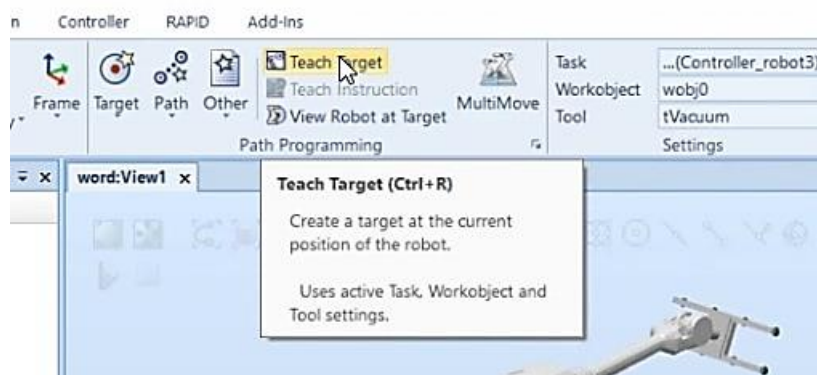 n Controller RAPID Add-Ins
Teach Target Task ...(Controller_robot3)
Teach Instruction Workobject wobj0
Frame Target Path Other View Robot at Target MultiMove Tool tVacuum
Path Programming Settings
word:View1 x
Teach Target (Ctrl+R)
Create a target at the current
position of the robot.
Uses active Task, Workobject and
Tool settings.